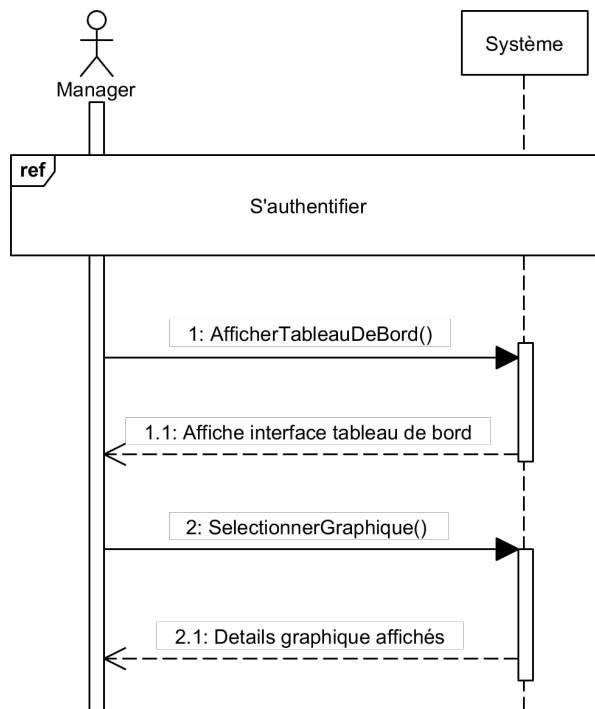 Manager
Système
ref
S'authentifier
1: AfficherTableauDeBord()
1.1: Affiche interface tableau de bord
2: SelectionnerGraphique()
2.1: Details graphique affichés